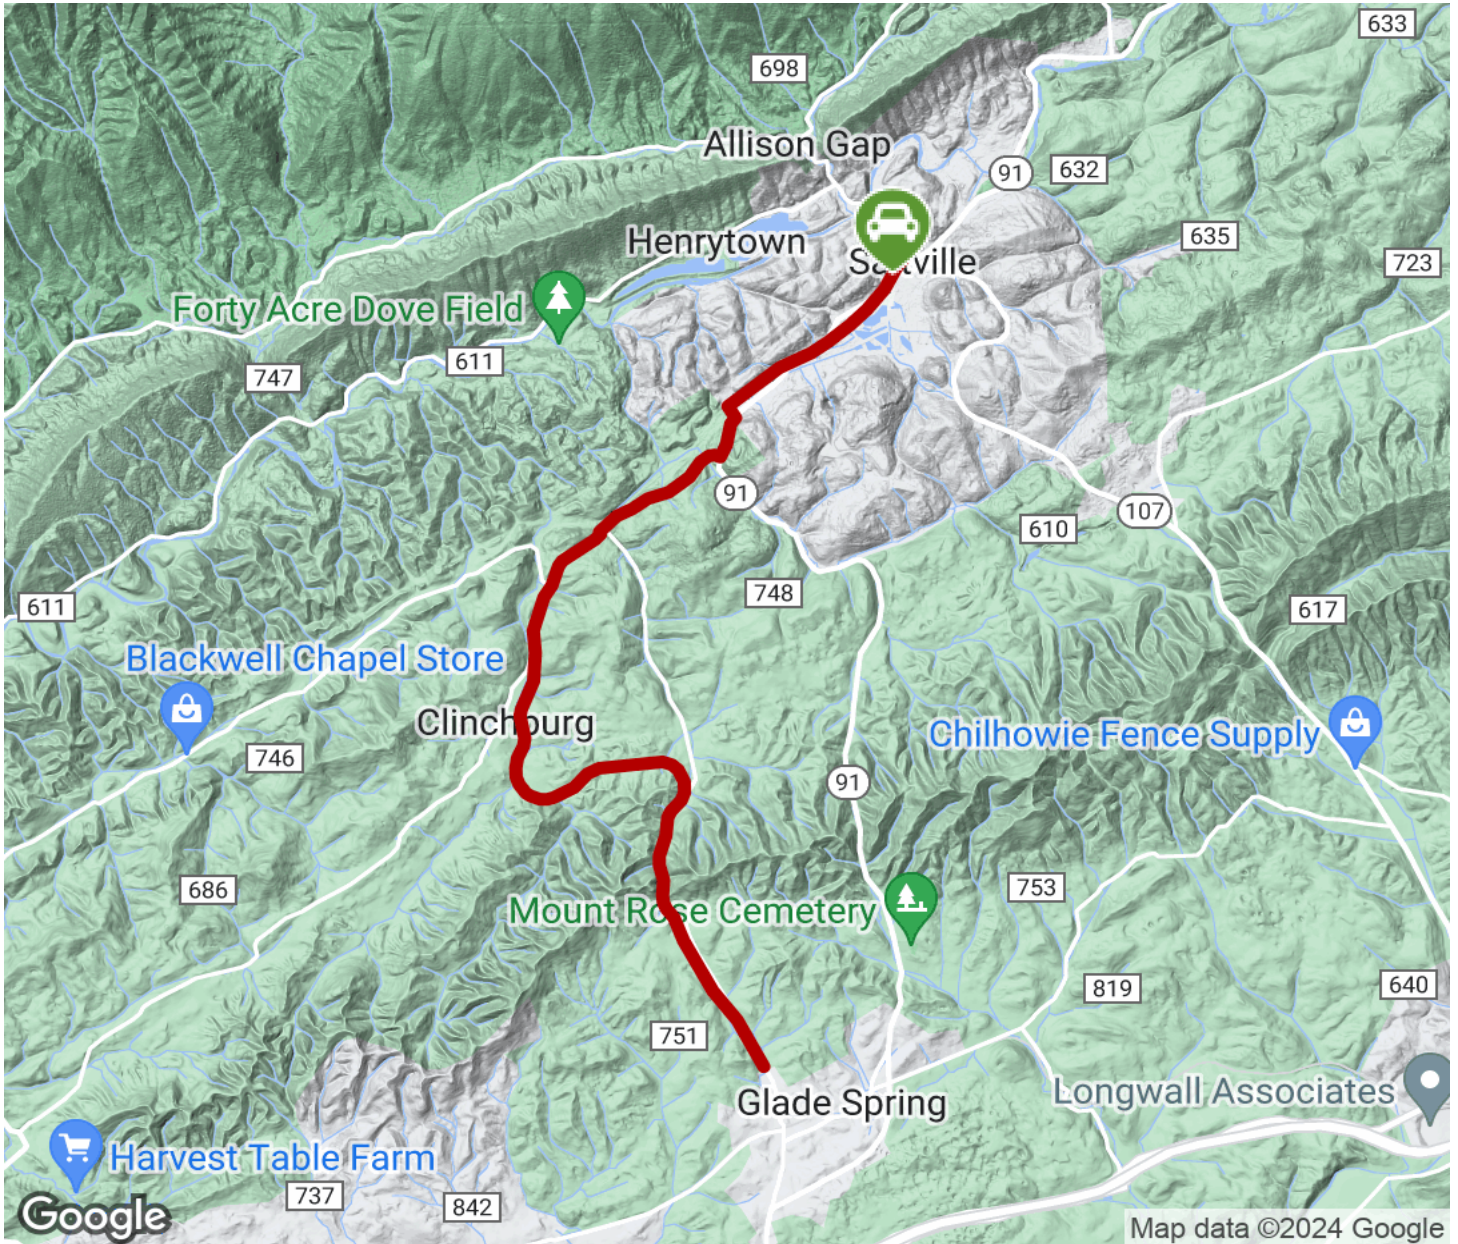 633
698
Allison Gap
91
632
Henrytown
635
Saltville
723
Forty Acre Dove Field
611
747
91
107
610
748
611
617
Blackwell Chapel Store
Clinchburg
Chilhowie Fence Supply
746
91
686
753
Mount Rose Cemetery
819
640
751
Longwall Associates
Glade Spring
Harvest Table Farm
737
842
Google
Map data ©2024 Google